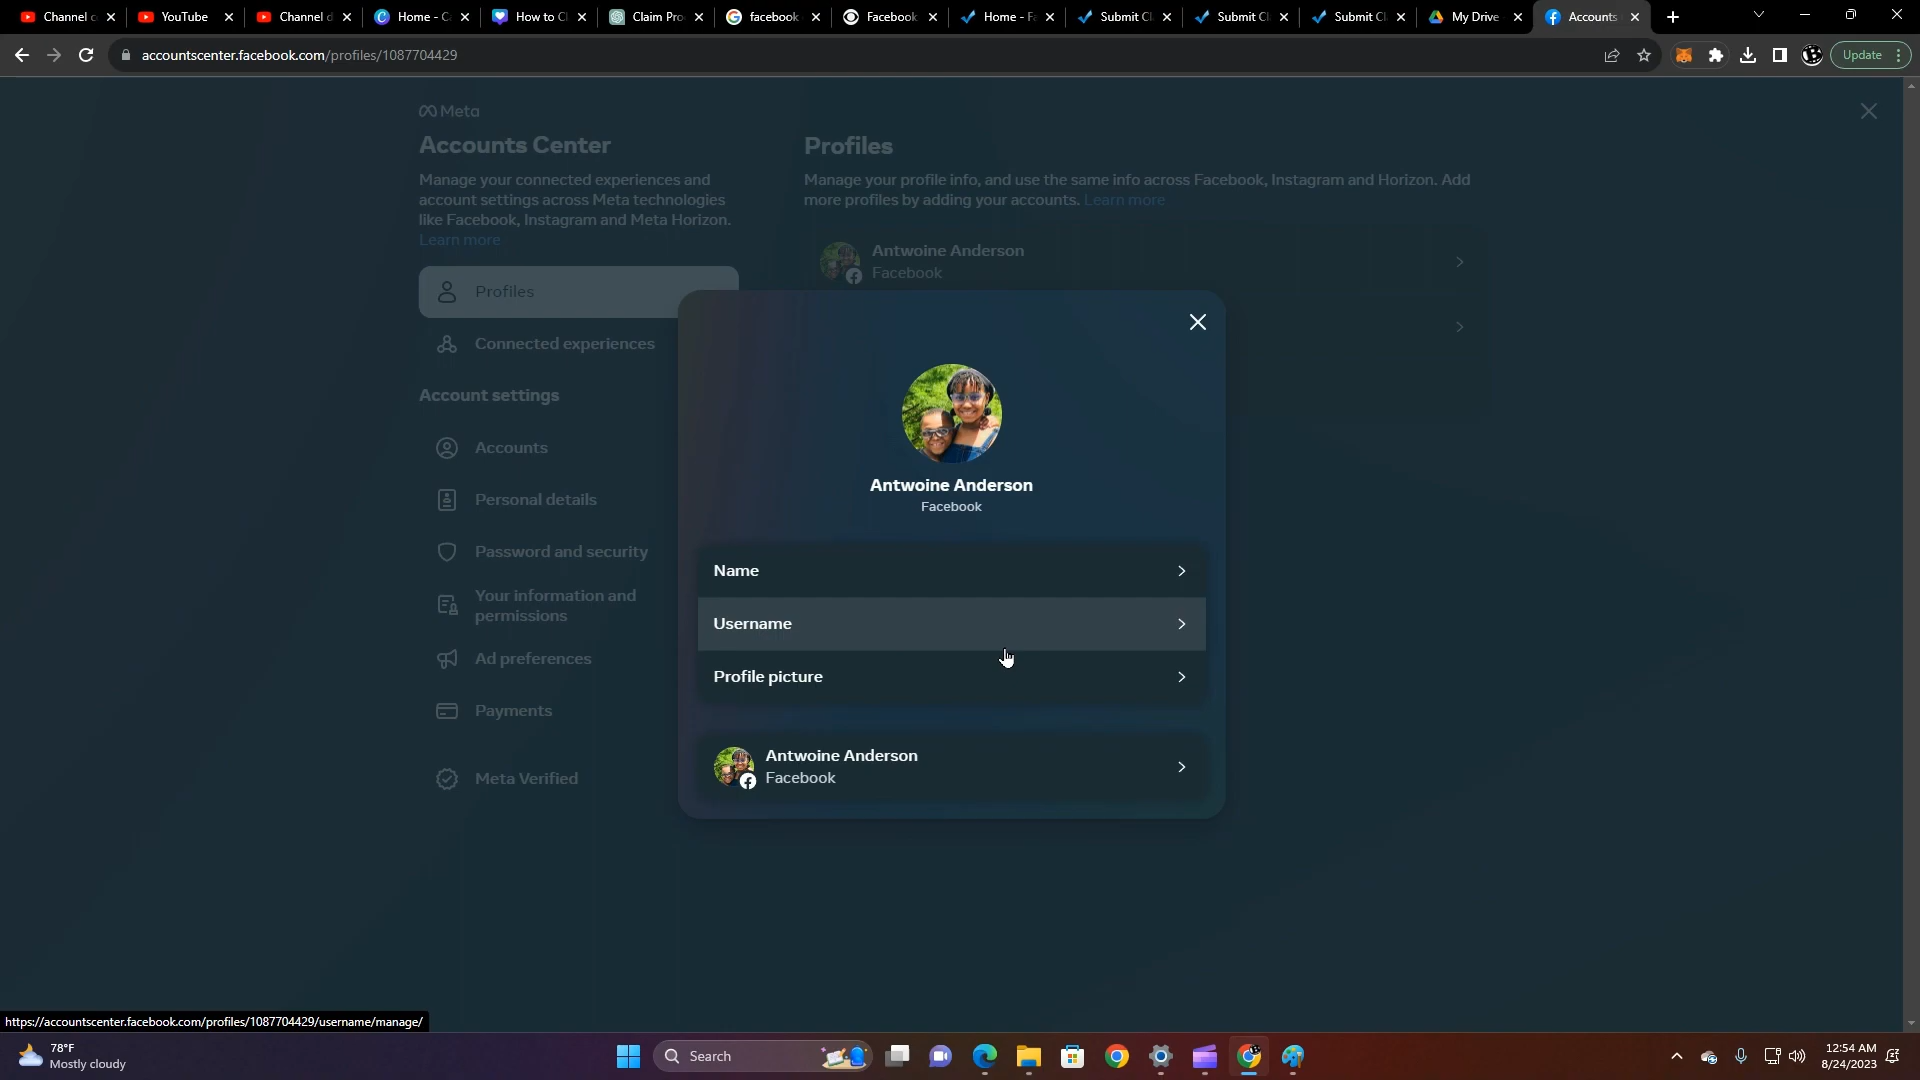 Channel c
YouTube
Channel d
Home - C
How to Cl
Claim Pro
facebook
Facebook
Home - F
Submit Cl
Submit Cl
Submit Cl
My Drive
Accounts
accountscenter.facebook.com/profiles/1087704429
Update
Meta
Accounts Center
Manage your connected experiences and
account settings across Meta technologies
like Facebook, Instagram and Meta Horizon.
Learn more
Profiles
Connected experiences
Account settings
Accounts
Personal details
Password and security
Your information and
permissions
Ad preferences
Payments
Meta Verified
Profiles
Manage your profile info, and use the same info across Facebook, Instagram and Horizon. Add
more profiles by adding your accounts. Learn more
Antwoine Anderson
Facebook
Antwoine Anderson
Facebook
Name
Username
Profile picture
Antwoine Anderson
Facebook
https://accountscenter.facebook.com/profiles/1087704429/username/manage/
78°F
Mostly cloudy
Search
12:54 AM
8/24/2023